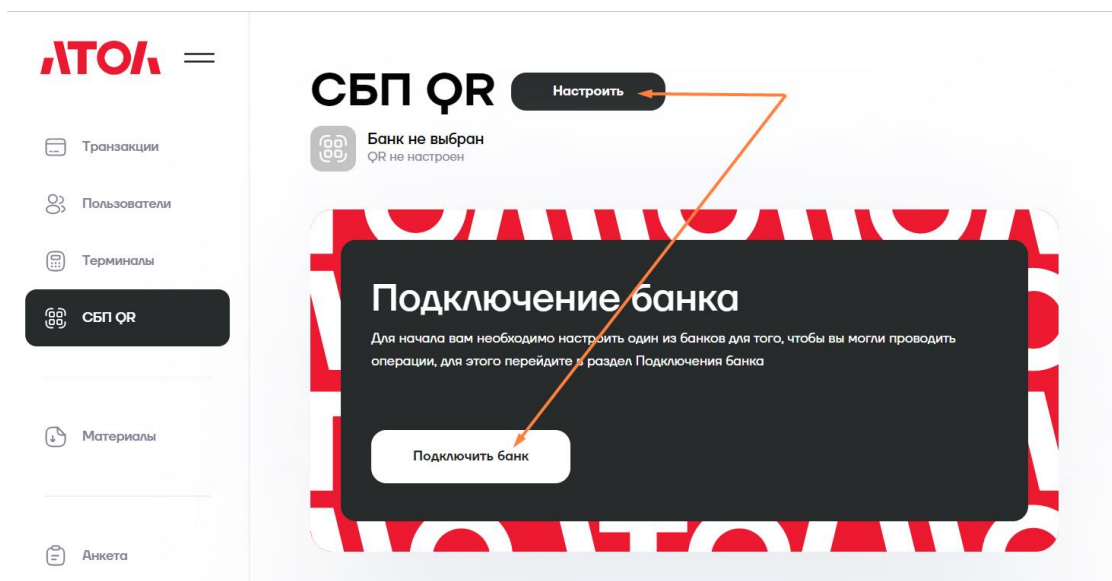 АТОЛ
СБП QR
Настроить
Банк не выбран
QR не настроен
Транзакции
Пользователи
Терминалы
СБП QR
Материалы
Анкета
Подключение банка
Для начала вам необходимо настроить один из банков для того, чтобы вы могли проводить
операции, для этого перейдите в раздел Подключения банка
Подключить банк